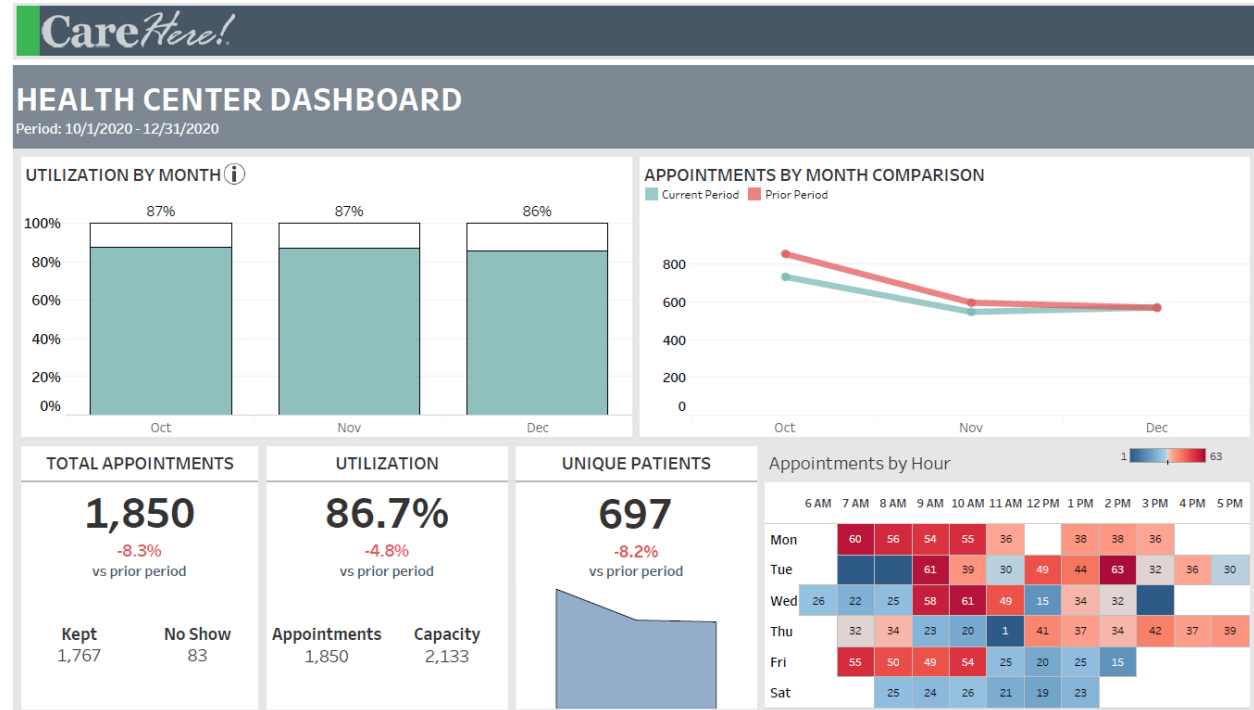 CareHere!
HEALTH CENTER DASHBOARD
Period: 10/1/2020 - 12/31/2020
UTILIZATION BY MONTH i
87% 87% 86%
100%
80%
60%
40%
20%
0%
Oct Nov Dec
APPOINTMENTS BY MONTH COMPARISON
Current Period Prior Period
800
600
400
200
0
Oct Nov Dec
TOTAL APPOINTMENTS
1,850
-8.3%
vs prior period
Kept No Show
1,767 83
UTILIZATION
86.7%
-4.8%
vs prior period
Appointments Capacity
1,850 2,133
UNIQUE PATIENTS
697
-8.2%
vs prior period
Appointments by Hour
1 63
6 AM 7 AM 8 AM 9 AM 10 AM 11 AM 12 PM 1 PM 2 PM 3 PM 4 PM 5 PM
Mon 60 56 54 55 36 38 38 36
Tue 61 39 30 49 44 63 32 36 30
Wed 26 22 25 58 61 49 15 34 32
Thu 32 34 23 20 1 41 37 34 42 37 39
Fri 55 50 49 54 25 20 25 15
Sat 25 24 26 21 19 23